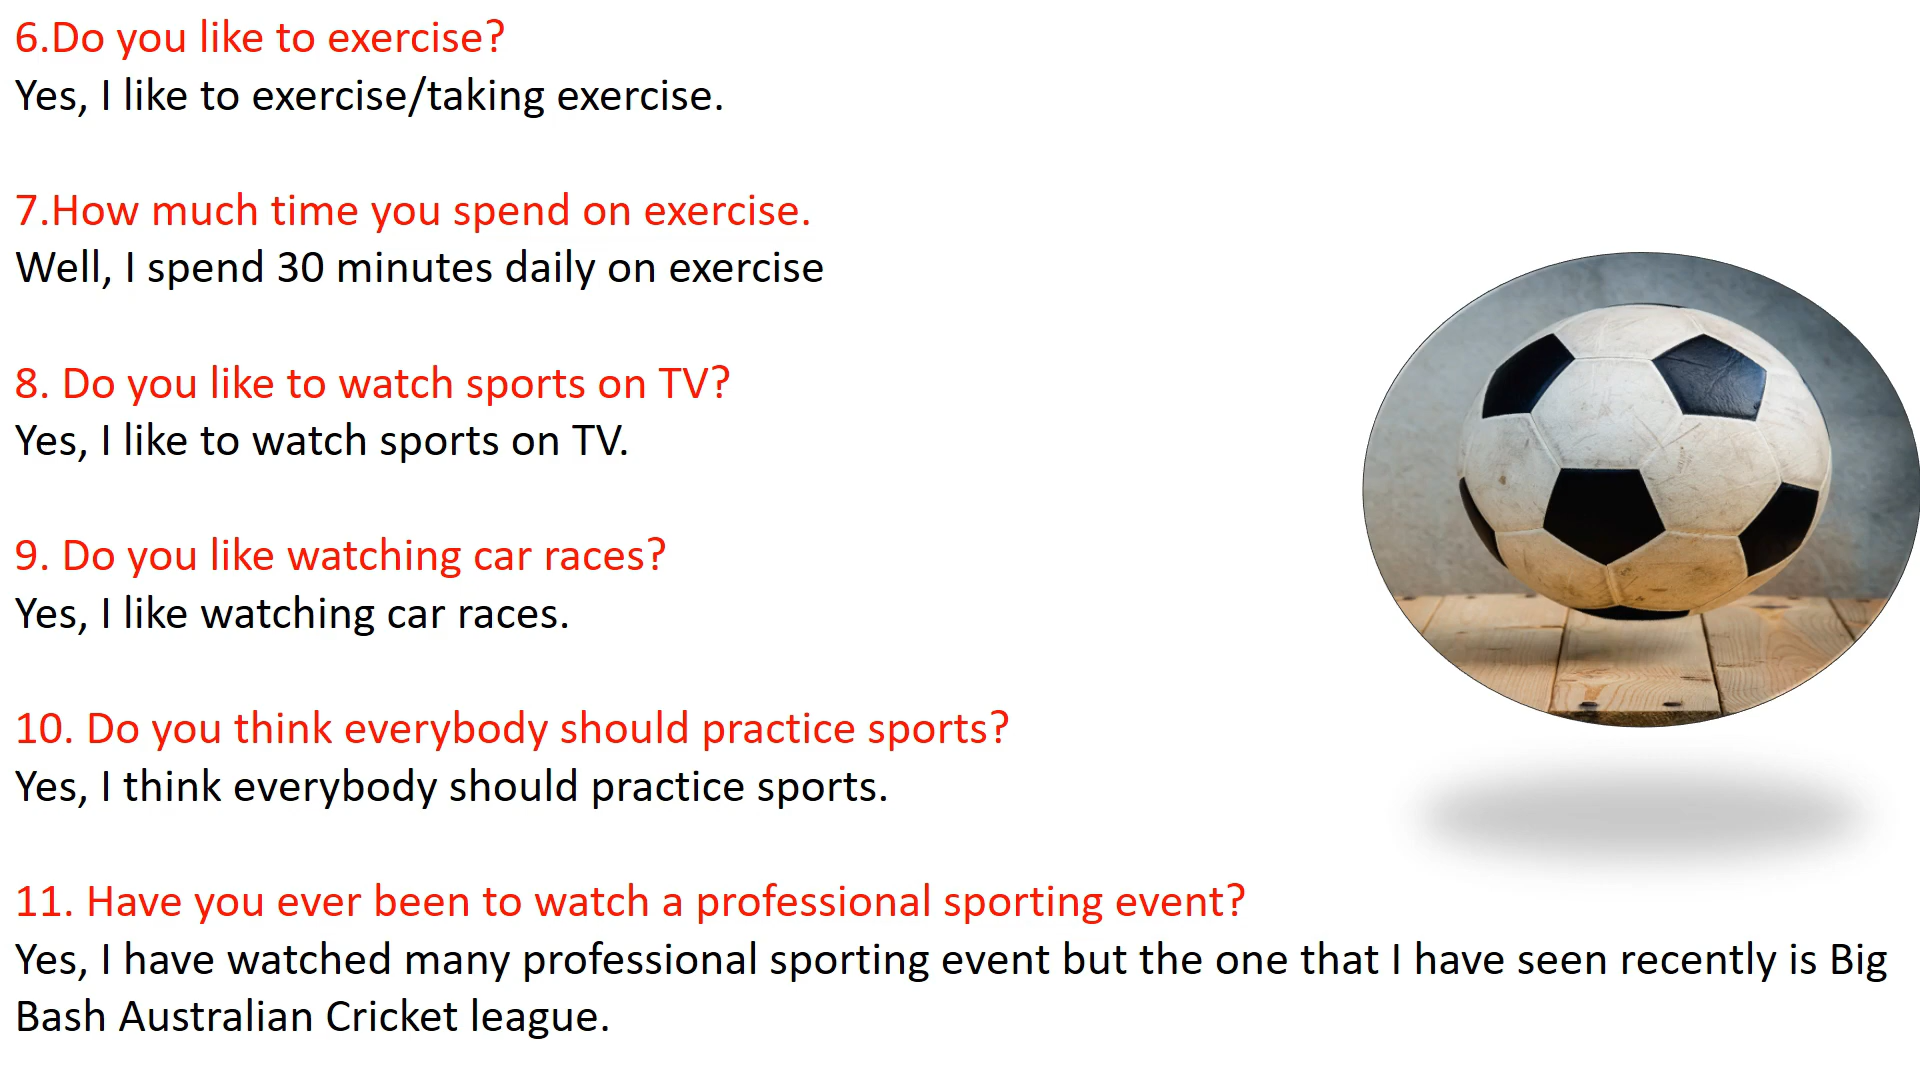 6.Do you like to exercise?
Yes, I like to exercise/taking exercise.
7.How much time you spend on exercise.
Well, I spend 30 minutes daily on exercise
8. Do you like to watch sports on TV?
Yes, I like to watch sports on TV.
9. Do you like watching car races?
Yes, I like watching car races.
10. Do you think everybody should practice sports?
Yes, I think everybody should practice sports.
11. Have you ever been to watch a professional sporting event?
Yes, I have watched many professional sporting event but the one that I have seen recently is Big
Bash Australian Cricket league.